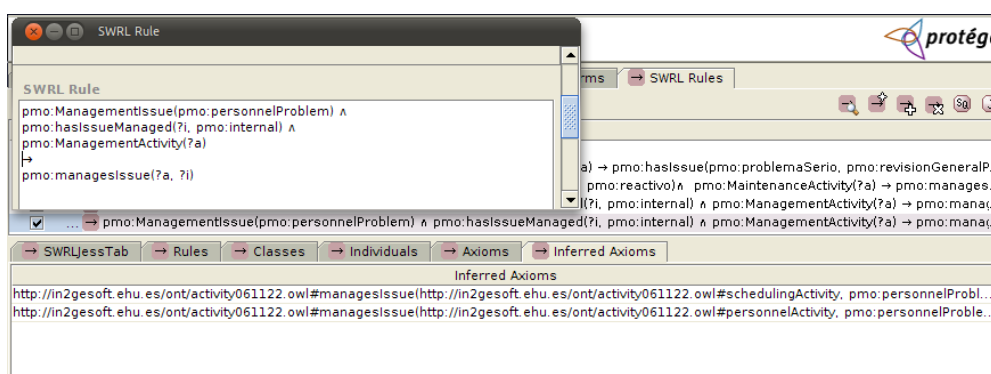 SWRL Rule
protég
SWRL Rule
pmo:ManagementIssue(pmo:personnelProblem) ∧
pmo:hasIssueManaged(?i, pmo:internal) ∧
pmo:ManagementActivity(?a)
→
pmo:managesIssue(?a, ?i)
rms → SWRL Rules
a) → pmo:hasIssue(pmo:problemaSerio, pmo:revisionGeneralP
pmo:reactivo)∧ pmo:MaintenanceActivity(?a) → pmo:manages...
(?i, pmo:internal) ∧ pmo:ManagementActivity(?a) → pmo:mana
... → pmo:ManagementIssue(pmo:personnelProblem) ∧ pmo:hasIssueManaged(?i, pmo:internal) ∧ pmo:ManagementActivity(?a) → pmo:mana
→ SWRLJessTab → Rules → Classes → Individuals → Axioms → Inferred Axioms
Inferred Axioms
http://in2gesoft.ehu.es/ont/activity061122.owl#managesIssue(http://in2gesoft.ehu.es/ont/activity061122.owl#schedulingActivity, pmo:personnelProbl...
http://in2gesoft.ehu.es/ont/activity061122.owl#managesIssue(http://in2gesoft.ehu.es/ont/activity061122.owl#personnelActivity, pmo:personnelProble...